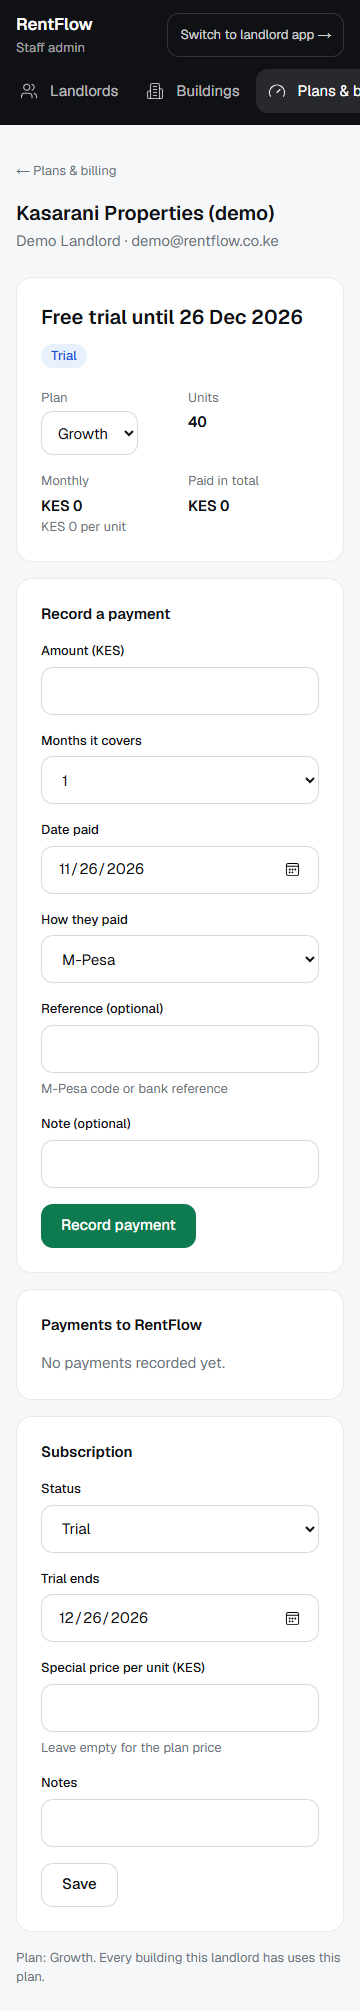 RentFlow
Staff admin
Switch to landlord app →
Landlords
Buildings
Plans & b
← Plans & billing
Kasarani Properties (demo)
Demo Landlord · demo@rentflow.co.ke
Free trial until 26 Dec 2026
Trial
Plan
Units
Growth
40
Monthly
Paid in total
KES 0
KES 0
KES 0 per unit
Record a payment
Amount (KES)
Months it covers
1
Date paid
11/26/2026
How they paid
M-Pesa
Reference (optional)
M-Pesa code or bank reference
Note (optional)
Record payment
Payments to RentFlow
No payments recorded yet.
Subscription
Status
Trial
Trial ends
12/26/2026
Special price per unit (KES)
Leave empty for the plan price
Notes
Save
Plan: Growth. Every building this landlord has uses this
plan.